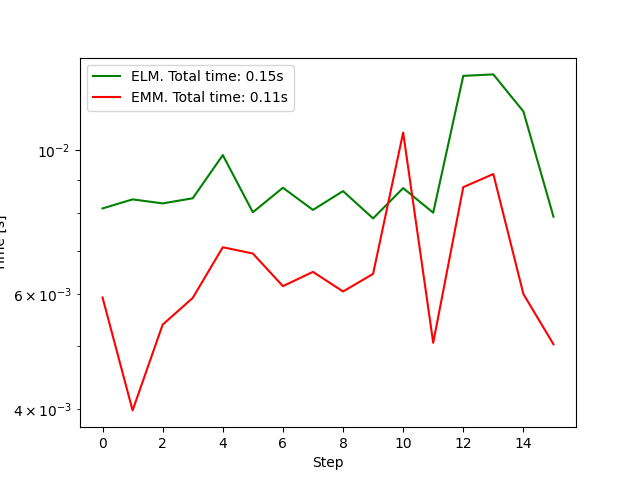 ELM. Total time: 0.15s
EMM. Total time: 0.11s
10⁻²
6 × 10⁻³
4 × 10⁻³
0 2 4 6 8 10 12 14
Step